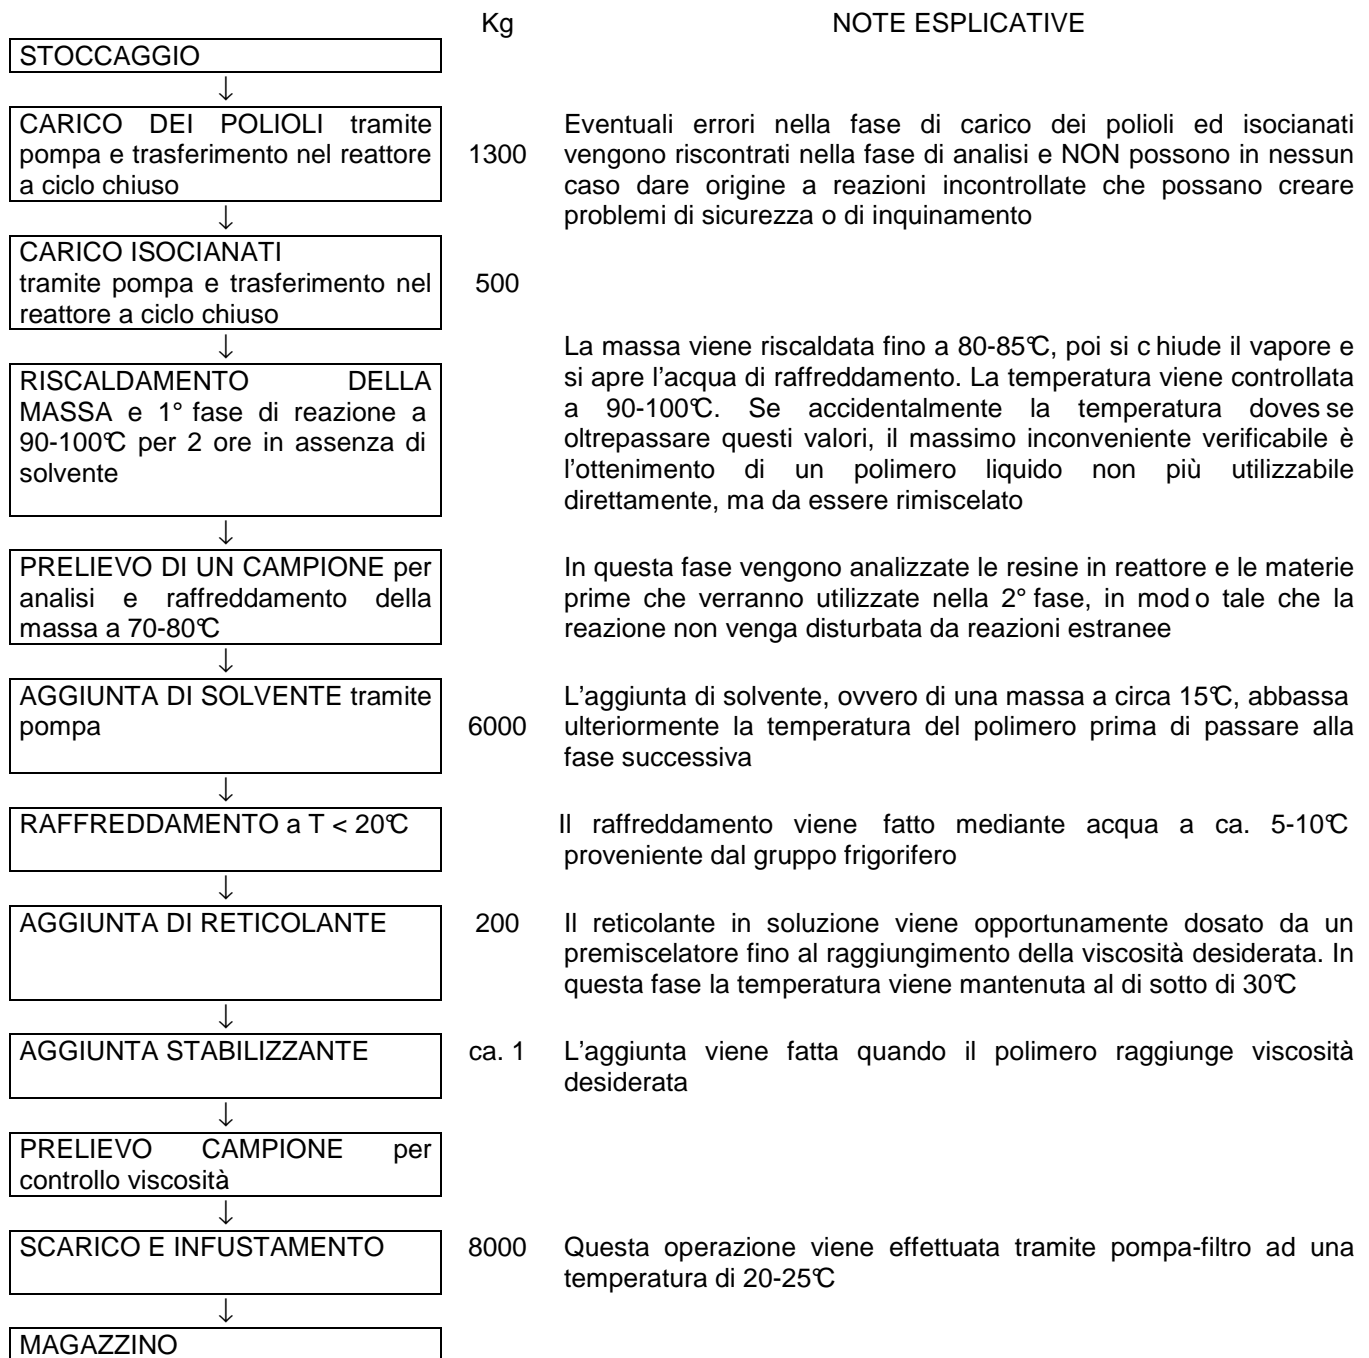 Kg NOTE ESPLICATIVE
STOCCAGGIO
↓
CARICO DEI POLIOLI tramite
pompa e trasferimento nel reattore
a ciclo chiuso
1300
Eventuali errori nella fase di carico dei polioli ed isocianati
vengono riscontrati nella fase di analisi e NON possono in nessun
caso dare origine a reazioni incontrollate che possano creare
problemi di sicurezza o di inquinamento
↓
CARICO ISOCIANATI
tramite pompa e trasferimento nel
reattore a ciclo chiuso
500
↓
RISCALDAMENTO DELLA
MASSA e 1° fase di reazione a
90-100°C per 2 ore in assenza di
solvente
La massa viene riscaldata fino a 80-85°C, poi si c hiude il vapore e
si apre l'acqua di raffreddamento. La temperatura viene controllata
a 90-100°C. Se accidentalmente la temperatura doves se
oltrepassare questi valori, il massimo inconveniente verificabile è
l'ottenimento di un polimero liquido non più utilizzabile
direttamente, ma da essere rimiscelato
↓
PRELIEVO DI UN CAMPIONE per
analisi e raffreddamento della
massa a 70-80°C
In questa fase vengono analizzate le resine in reattore e le materie
prime che verranno utilizzate nella 2° fase, in mod o tale che la
reazione non venga disturbata da reazioni estranee
↓
AGGIUNTA DI SOLVENTE tramite
pompa
6000
L'aggiunta di solvente, ovvero di una massa a circa 15°C, abbassa
ulteriormente la temperatura del polimero prima di passare alla
fase successiva
↓
RAFFREDDAMENTO a T < 20°C
Il raffreddamento viene fatto mediante acqua a ca. 5-10°C
proveniente dal gruppo frigorifero
↓
AGGIUNTA DI RETICOLANTE
200
Il reticolante in soluzione viene opportunamente dosato da un
premiscelatore fino al raggiungimento della viscosità desiderata. In
questa fase la temperatura viene mantenuta al di sotto di 30°C
↓
AGGIUNTA STABILIZZANTE
ca. 1
L'aggiunta viene fatta quando il polimero raggiunge viscosità
desiderata
↓
PRELIEVO CAMPIONE per
controllo viscosità
↓
SCARICO E INFUSTAMENTO
8000
Questa operazione viene effettuata tramite pompa-filtro ad una
temperatura di 20-25°C
↓
MAGAZZINO